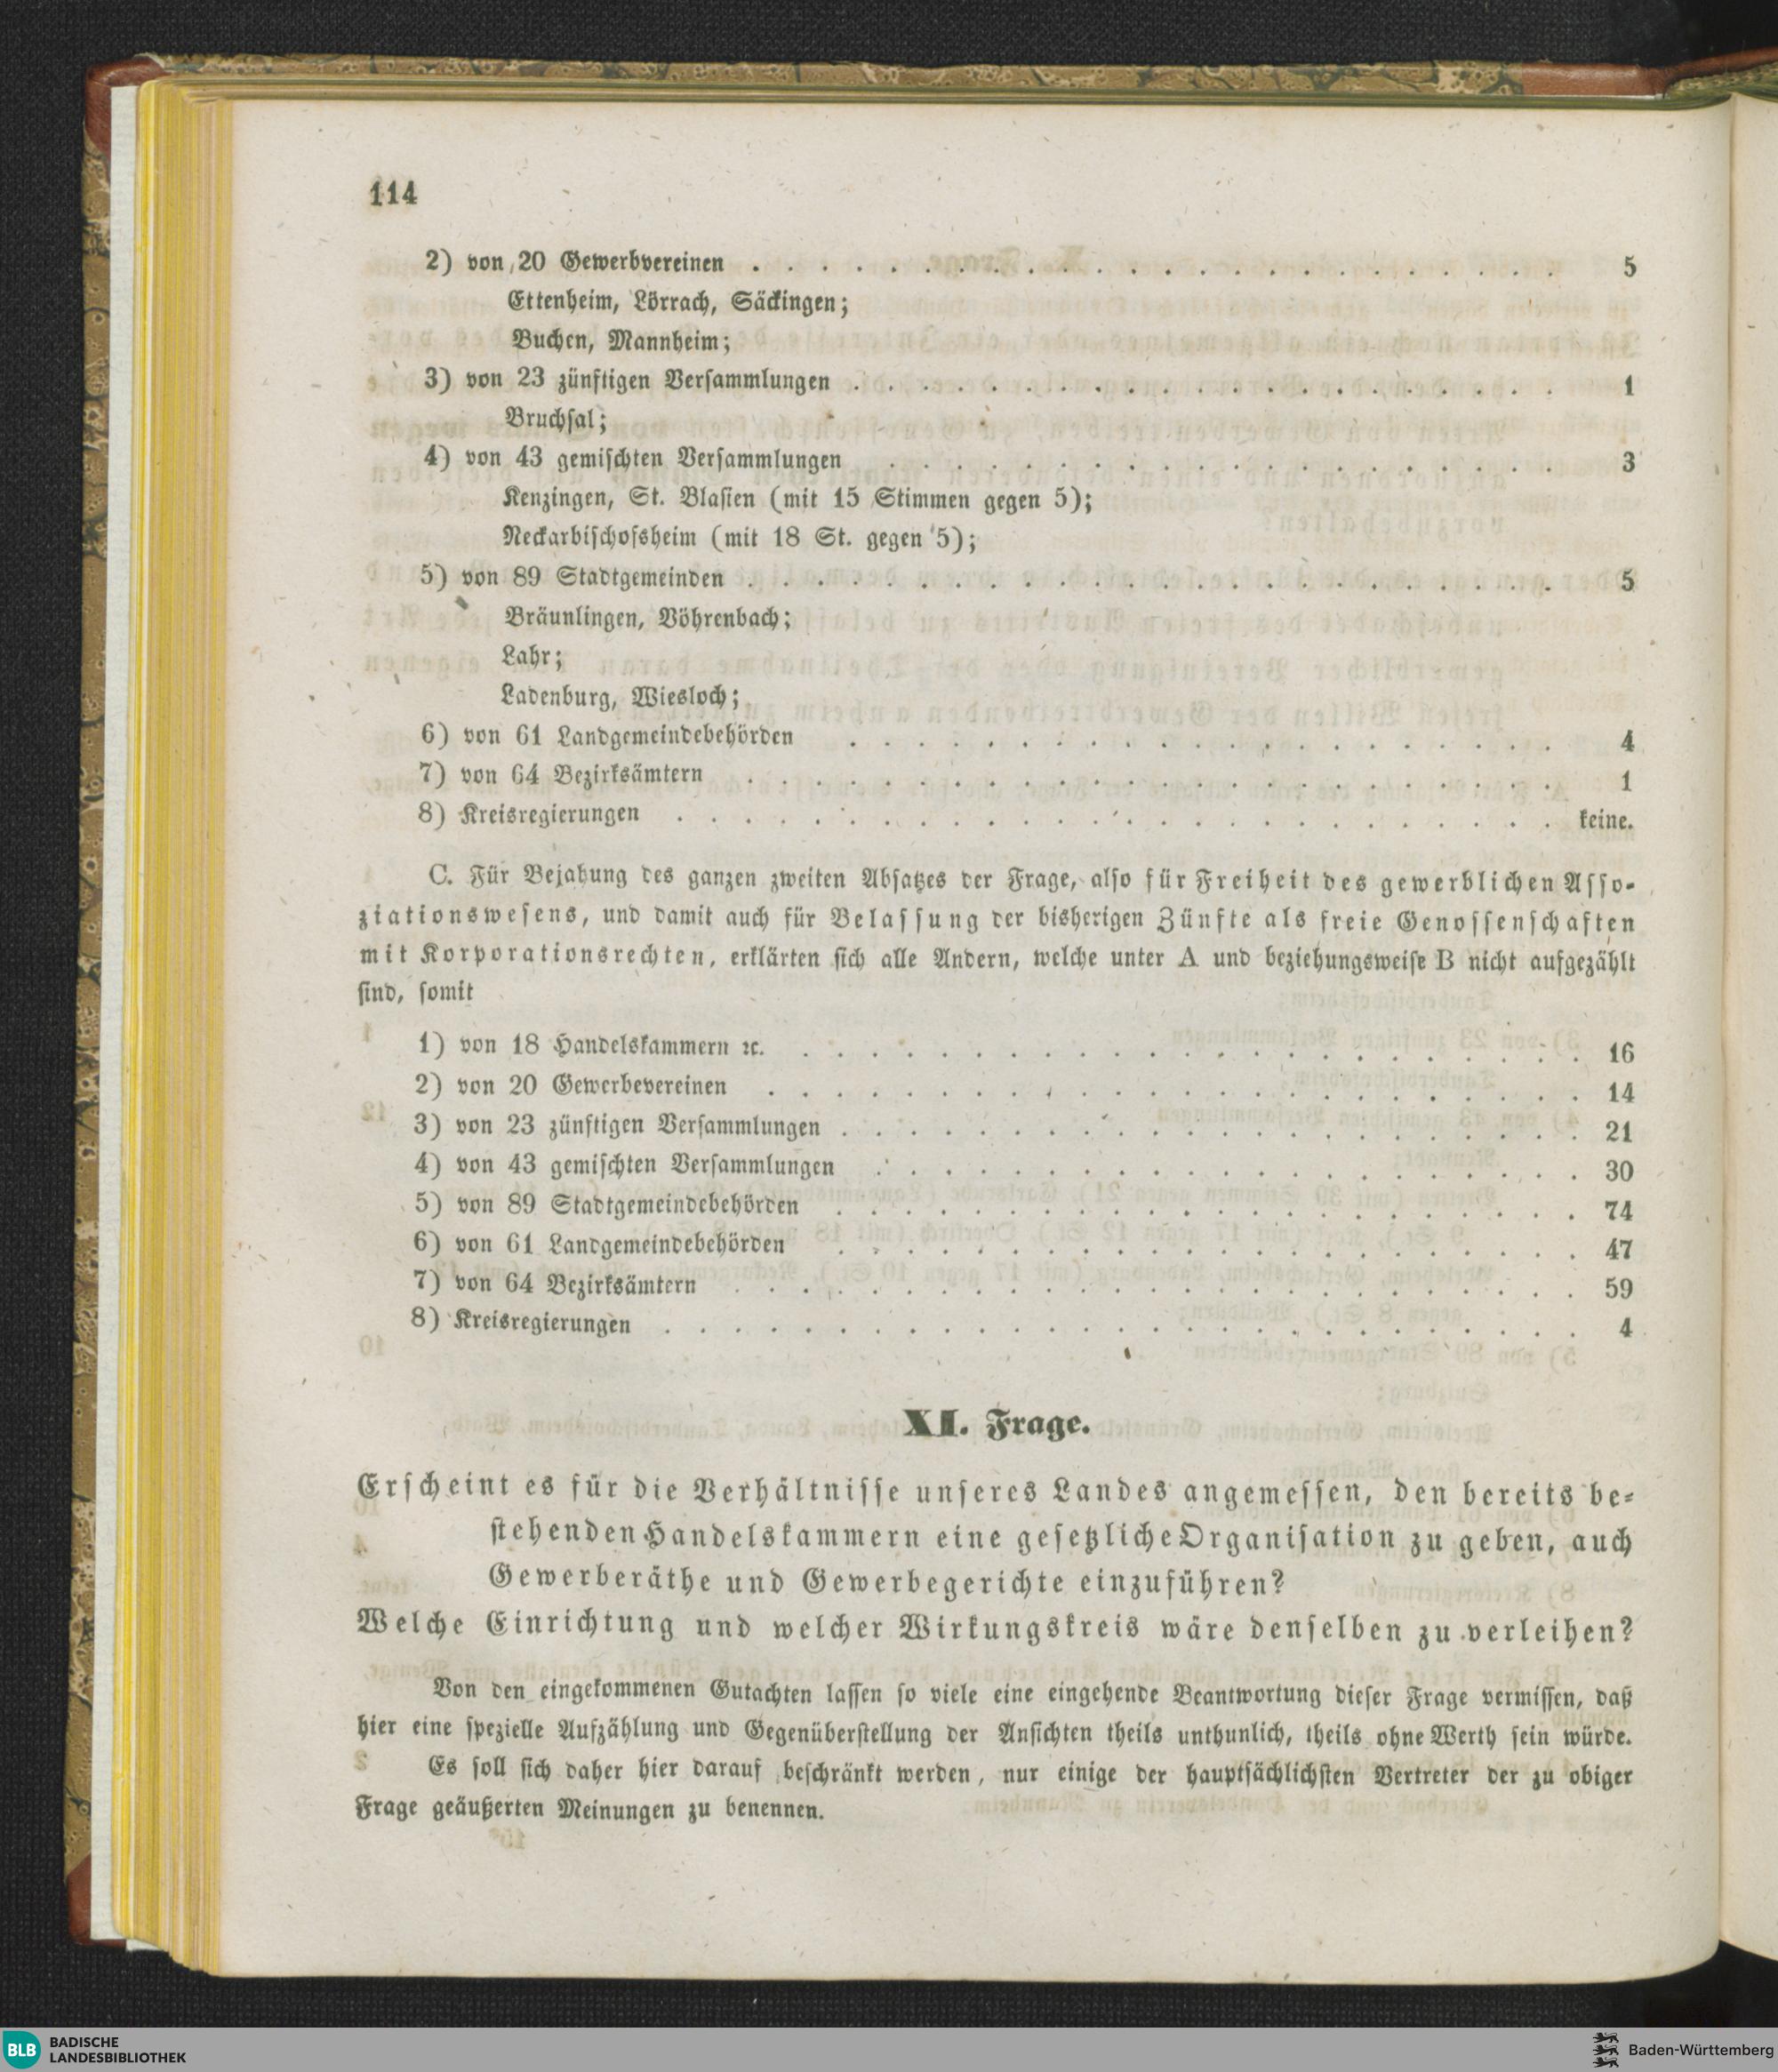 114
2) von 20 Gewerbvereinen . . . . . . . . . . . . . . . . . . . . . . . . 5
Ettenheim, Lörrach, Säckingen;
Buchen, Mannheim;
3) von 23 zünftigen Versammlungen . . . . . . . . . . . . . . . . . . . . . 1
Bruchsal;
4) von 43 gemischten Versammlungen . . . . . . . . . . . . . . . . . . . . 3
Kenzingen, St. Blasien (mit 15 Stimmen gegen 5);
Neckarbischofsheim (mit 18 St. gegen 5);
5) von 89 Stadtgemeinden . . . . . . . . . . . . . . . . . . . . . . . . 5
Bräunlingen, Vöhrenbach;
Lahr;
Ladenburg, Wiesloch;
6) von 61 Landgemeindebehörden . . . . . . . . . . . . . . . . . . . . . 4
7) von 64 Bezirksämtern . . . . . . . . . . . . . . . . . . . . . . . . 1
8) Kreisregierungen . . . . . . . . . . . . . . . . . . . . . . . . . . keine.
C. Für Bejahung des ganzen zweiten Absatzes der Frage, also für Freiheit des gewerblichen Asso-
ziationswesens, und damit auch für Belassung der bisherigen Zünfte als freie Genossenschaften
mit Korporationsrechten, erklärten sich alle Andern, welche unter A und beziehungsweise B nicht aufgezählt
sind, somit
1) von 18 Handelskammern ꝛc. . . . . . . . . . . . . . . . . . . . . . . . 16
2) von 20 Gewerbevereinen . . . . . . . . . . . . . . . . . . . . . . . . 14
3) von 23 zünftigen Versammlungen . . . . . . . . . . . . . . . . . . . . . . 21
4) von 43 gemischten Versammlungen . . . . . . . . . . . . . . . . . . . . . 30
5) von 89 Stadtgemeindebehörden . . . . . . . . . . . . . . . . . . . . . . 74
6) von 61 Landgemeindebehörden . . . . . . . . . . . . . . . . . . . . . . 47
7) von 64 Bezirksämtern . . . . . . . . . . . . . . . . . . . . . . . . . 59
8) Kreisregierungen . . . . . . . . . . . . . . . . . . . . . . . . . . . 4
XI. Frage.
Erscheint es für die Verhältnisse unseres Landes angemessen, den bereits be-
stehenden Handelskammern eine gesetzliche Organisation zu geben, auch
Gewerberäthe und Gewerbegerichte einzuführen?
Welche Einrichtung und welcher Wirkungskreis wäre denselben zu verleihen?
Von den eingekommenen Gutachten lassen so viele eine eingehende Beantwortung dieser Frage vermissen, daß
hier eine spezielle Aufzählung und Gegenüberstellung der Ansichten theils unthunlich, theils ohne Werth sein würde.
Es soll sich daher hier darauf beschränkt werden, nur einige der hauptsächlichsten Vertreter der zu obiger
Frage geäußerten Meinungen zu benennen.
BLB BADISCHE
LANDESBIBLIOTHEK
Baden-Württemberg